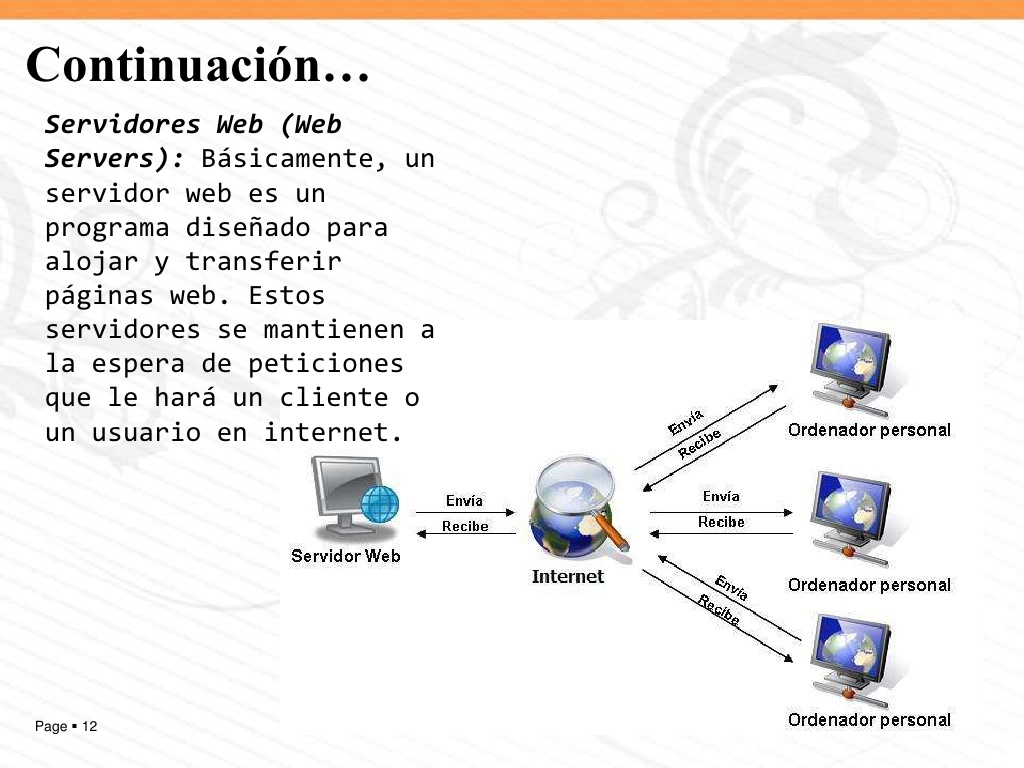 Continuación…
Servidores Web (Web
Servers): Básicamente, un
servidor web es un
programa diseñado para
alojar y transferir
páginas web. Estos
servidores se mantienen a
la espera de peticiones
que le hará un cliente o
un usuario en internet.
Envía
Recibe
Ordenador personal
Envía
Recibe
Servidor Web
Internet
Envía
Recibe
Ordenador personal
Envía
Recibe
Ordenador personal
Page ▪ 12